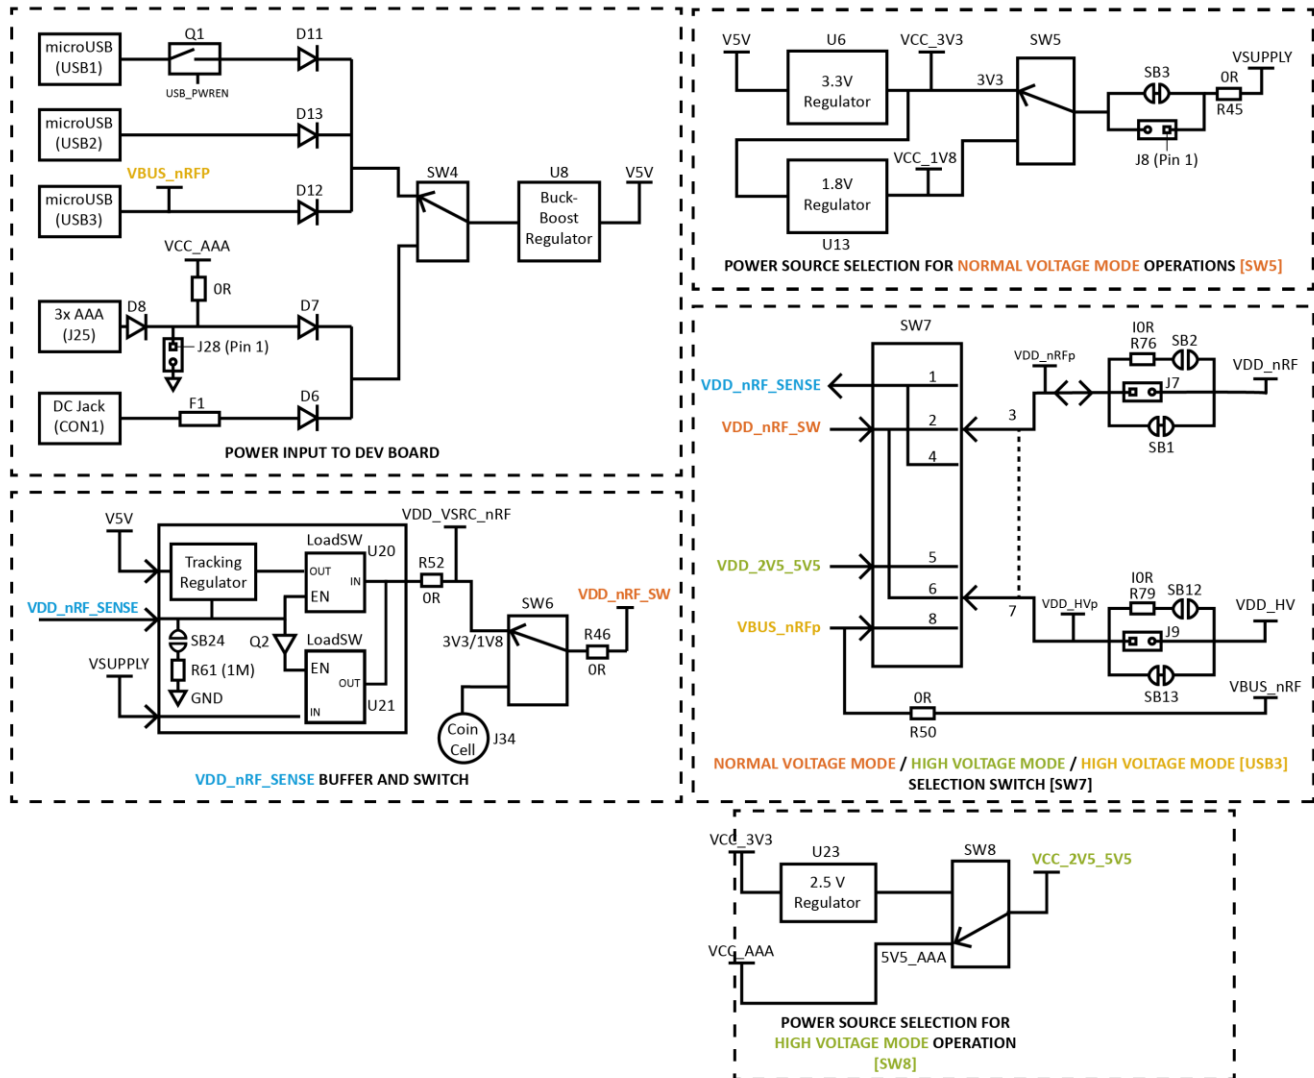 microUSB
(USB1)
Q1
USB_PWREN
D11
microUSB
(USB2)
D13
VBUS_nRFP
microUSB
(USB3)
D12
SW4
U8
Buck-
Boost
Regulator
V5V
VCC_AAA
0R
3x AAA
(J25)
D8
D7
J28 (Pin 1)
DC Jack
(CON1)
F1
D6
POWER INPUT TO DEV BOARD
V5V
U6
3.3V
Regulator
VCC_3V3
3V3
SW5
SB3
0R
R45
VSUPPLY
J8 (Pin 1)
1.8V
Regulator
U13
VCC_1V8
POWER SOURCE SELECTION FOR NORMAL VOLTAGE MODE OPERATIONS [SW5]
V5V
Tracking
Regulator
LoadSW
U20
OUT
IN
EN
VDD_nRF_SENSE
SB24
R61 (1M)
GND
Q2
LoadSW
EN
OUT
IN
U21
VSUPPLY
R52
0R
VDD_VSRC_nRF
3V3/1V8
SW6
R46
0R
VDD_nRF_SW
Coin
Cell
J34
VDD_nRF_SENSE BUFFER AND SWITCH
SW7
VDD_nRF_SENSE
1
VDD_nRF_SW
2
3
4
VDD_2V5_5V5
5
6
7
VBUS_nRFp
8
VDD_nRFp
I0R
R76
SB2
J7
SB1
VDD_nRF
VDD_HVp
I0R
R79
SB12
J9
SB13
VDD_HV
VBUS_nRF
0R
R50
NORMAL VOLTAGE MODE / HIGH VOLTAGE MODE / HIGH VOLTAGE MODE [USB3]
SELECTION SWITCH [SW7]
VCC_3V3
U23
2.5 V
Regulator
SW8
VCC_2V5_5V5
VCC_AAA
5V5_AAA
POWER SOURCE SELECTION FOR
HIGH VOLTAGE MODE OPERATION
[SW8]